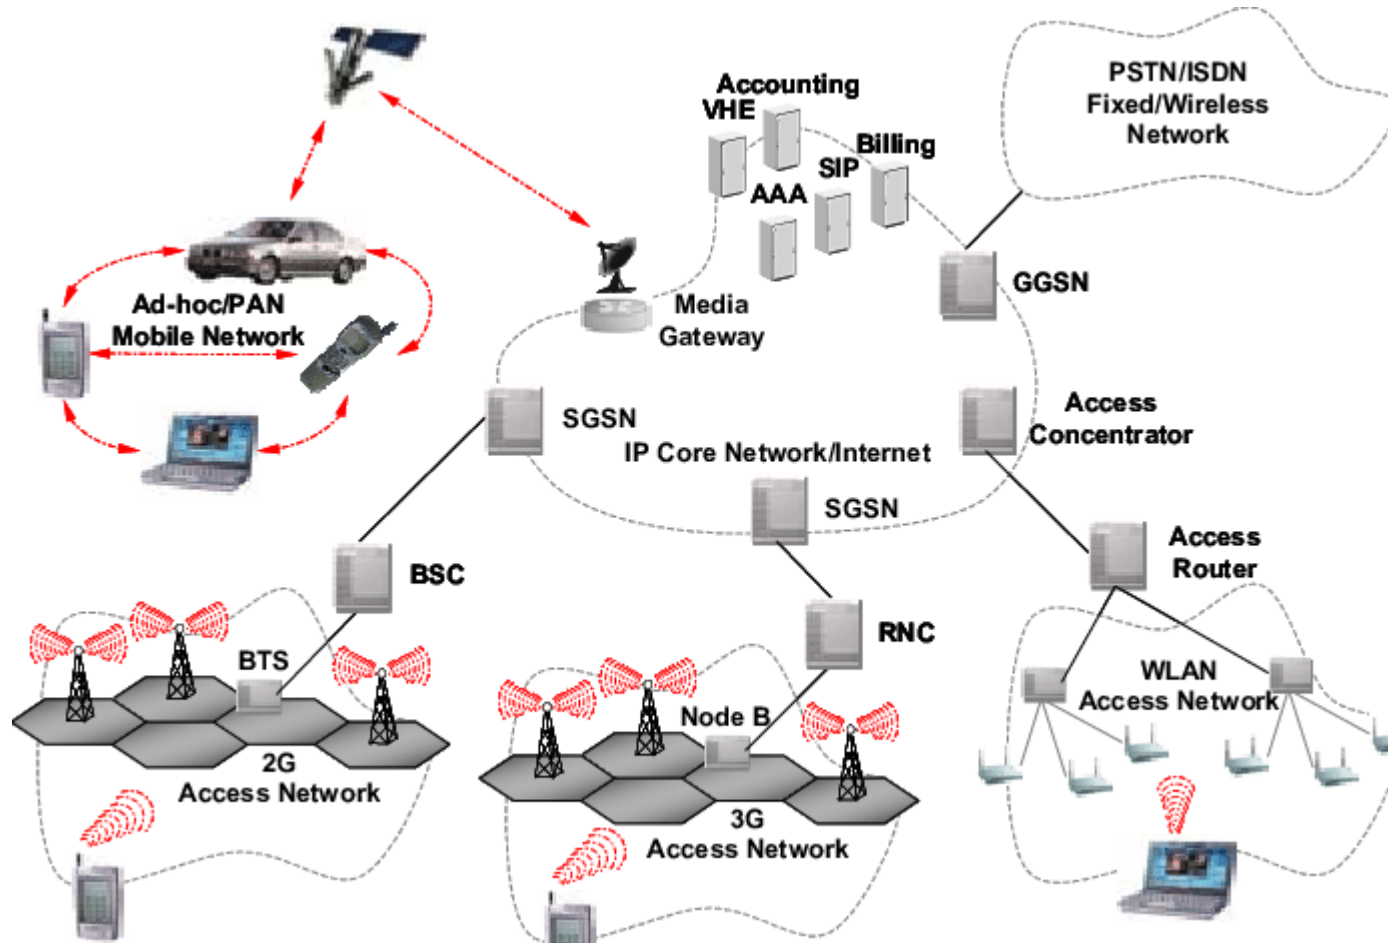 Accounting
VHE
Billing
SIP
AAA
PSTN/ISDN
Fixed/Wireless
Network
GGSN
Media
Gateway
Ad-hoc/PAN
Mobile Network
SGSN
Access
Concentrator
IP Core Network/Internet
SGSN
BSC
Access
Router
RNC
BTS
WLAN
Access Network
Node B
2G
Access Network
3G
Access Network